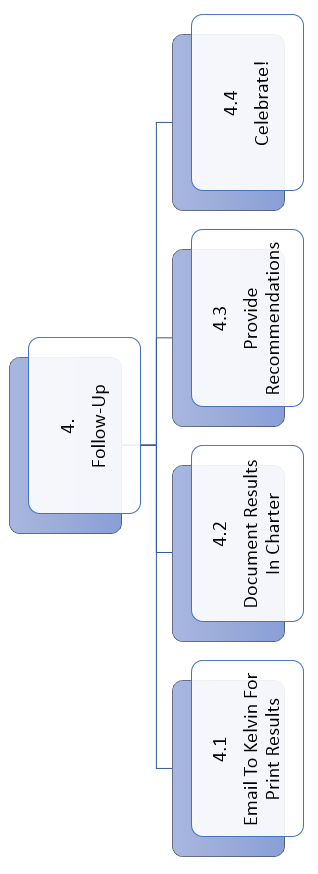 4.
Follow-Up
4.1
Email To Kelvin For
Print Results
4.2
Document Results
In Charter
4.3
Provide
Recommendations
4.4
Celebrate!